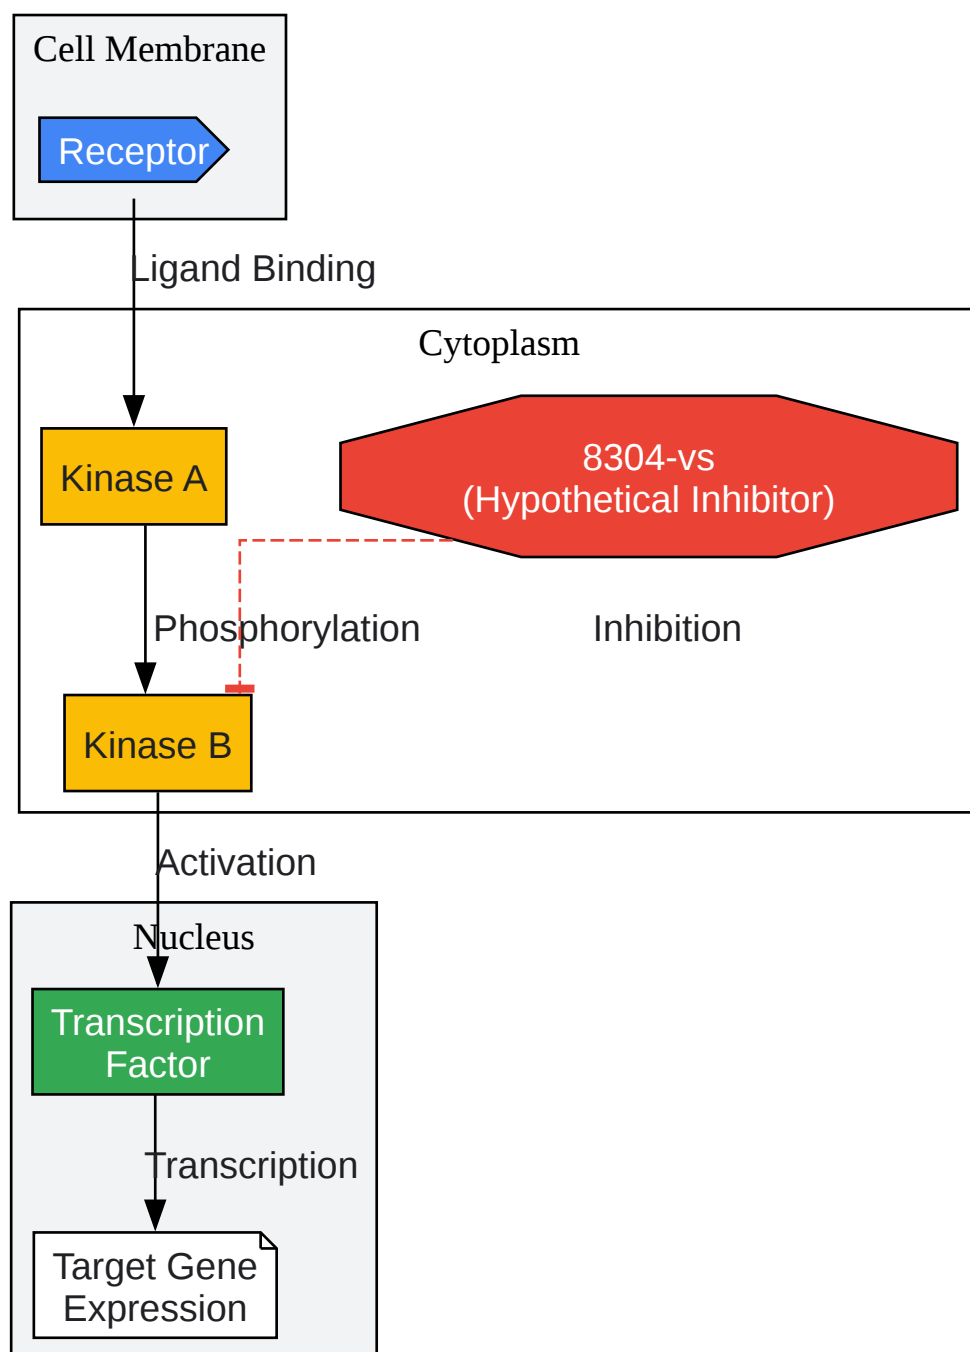 Cell Membrane
Receptor
Ligand Binding
Cytoplasm
Kinase A
8304-vs
(Hypothetical Inhibitor)
Phosphorylation
Inhibition
Kinase B
Activation
Nucleus
Transcription
Factor
Transcription
Target Gene
Expression